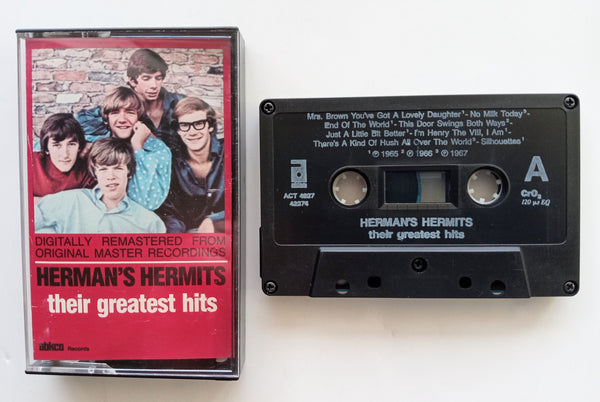 DIGITALLY REMASTERED FROM
ORIGINAL MASTER RECORDINGS
HERMAN'S HERMITS
their greatest hits
abkco Records
Mrs. Brown You've Got A Lovely Daughter¹- No Milk Today³-
End Of The World¹- This Door Swings Both Ways²-
Just A Little Bit Better¹- I'm Henry The VIII, I Am¹-
There's A Kind Of Hush All Over The World³- Silhouettes¹
¹ ℗ 1965 ² ℗ 1966 ³ ℗ 1967
ACT 4227
42276
A
CrO₂
120 µs EQ
HERMAN'S HERMITS
their greatest hits